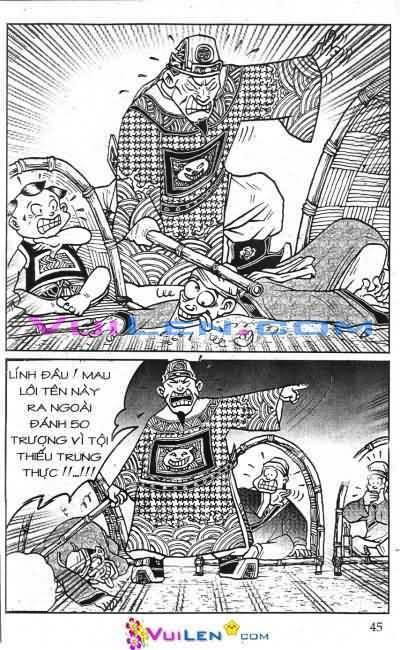 VuiLen.com
LÍNH ĐÂU ! MAU
LÔI TÊN NÀY
RA NGOÀI
ĐÁNH 50
TRƯỢNG VÌ TỘI
THIẾU TRUNG
THỰC !!...!!!
45
VuiLen.com